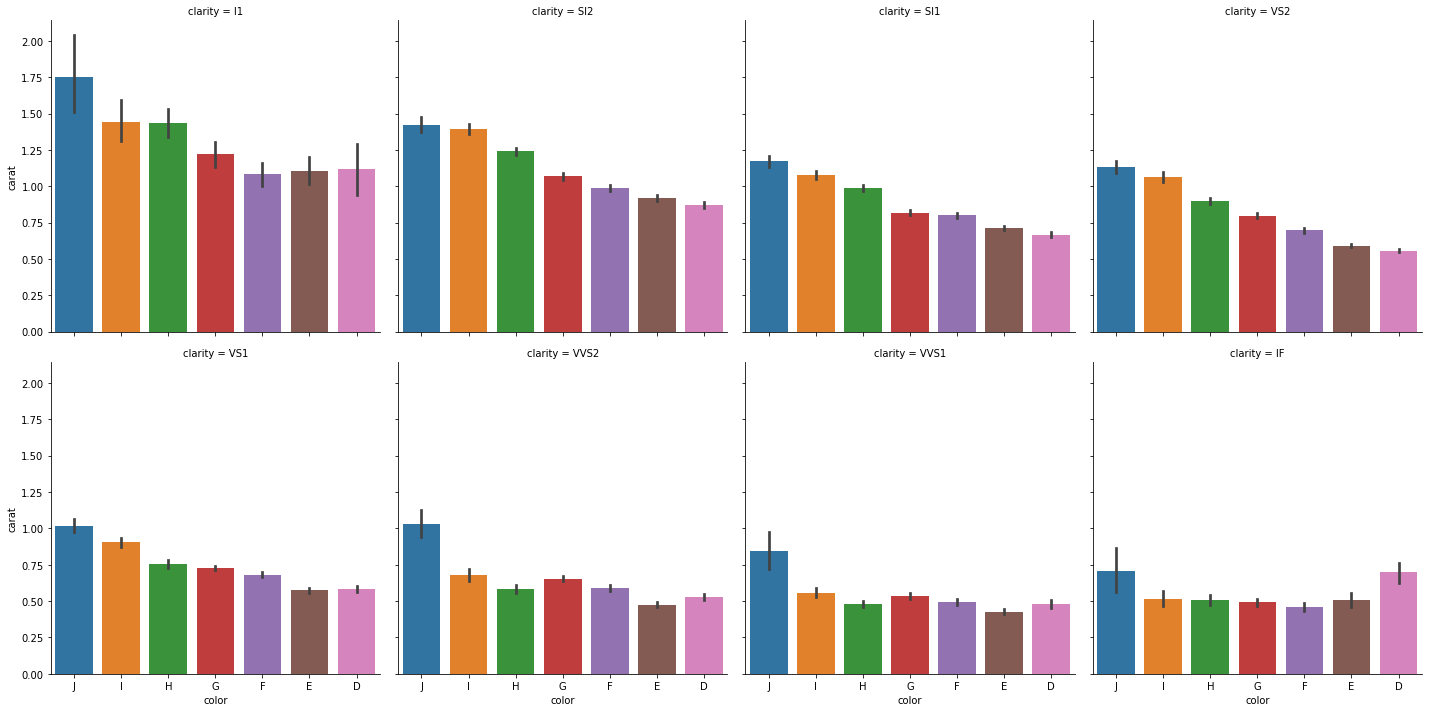 clarity = I1
clarity = SI2
clarity = SI1
clarity = VS2
2.00
1.75
1.50
1.25
1.00
0.75
0.50
0.25
0.00
carat
clarity = VS1
clarity = VVS2
clarity = VVS1
clarity = IF
2.00
1.75
1.50
1.25
1.00
0.75
0.50
0.25
0.00
carat
J I H G F E D
J I H G F E D
J I H G F E D
J I H G F E D
color
color
color
color